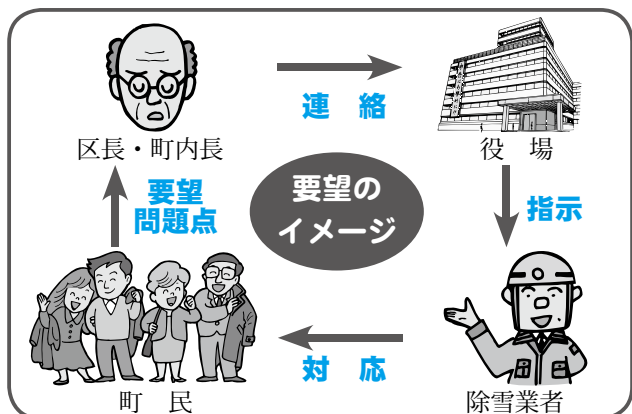 連　絡
区長・町内長
役　場
要望
問題点
要望の
イメージ
指示
対　応
町　民
除雪業者